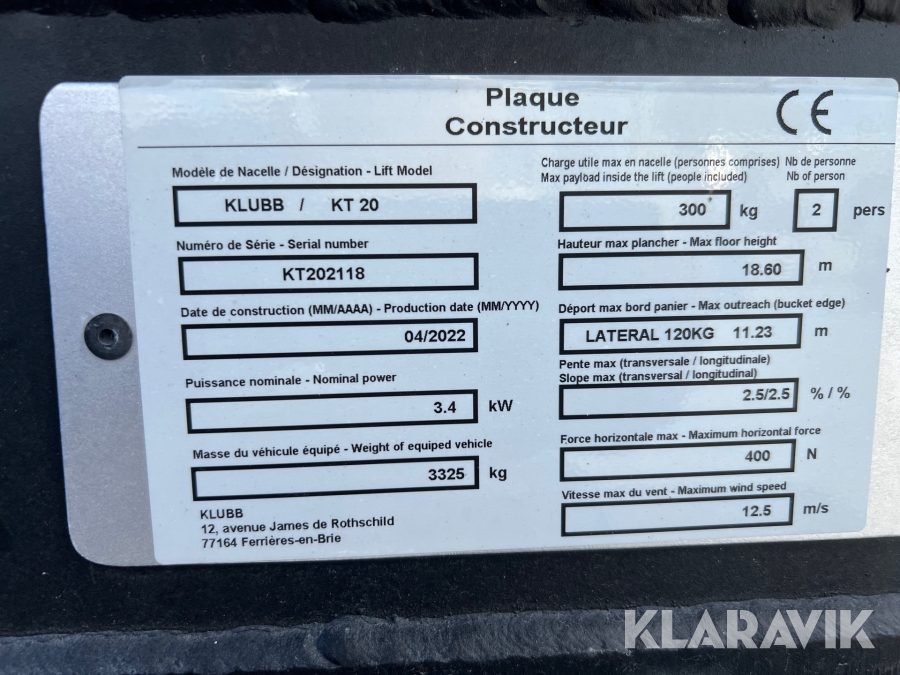 Plaque
Constructeur
CE
Modèle de Nacelle / Désignation - Lift Model
KLUBB / KT 20
Numéro de Série - Serial number
KT202118
Date de construction (MM/AAAA) - Production date (MM/YYYY)
04/2022
Puissance nominale - Nominal power
3.4 kW
Masse du véhicule équipé - Weight of equiped vehicle
3325 kg
KLUBB
12, avenue James de Rothschild
77164 Ferrières-en-Brie
Charge utile max en nacelle (personnes comprises)
Max payload inside the lift (people included)
300 kg
Nb de personne
Nb of person
2 pers
Hauteur max plancher - Max floor height
18.60 m
Déport max bord panier - Max outreach (bucket edge)
LATERAL 120KG 11.23 m
Pente max (transversale / longitudinale)
Slope max (transversal / longitudinal)
2.5/2.5 % / %
Force horizontale max - Maximum horizontal force
400 N
Vitesse max du vent - Maximum wind speed
12.5 m/s
KLARAVIK